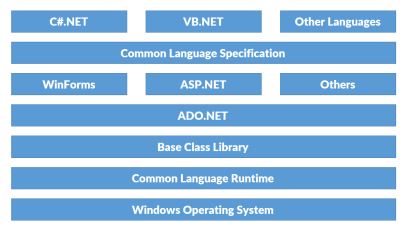 C#.NET VB.NET Other Languages
Common Language Specification
WinForms ASP.NET Others
ADO.NET
Base Class Library
Common Language Runtime
Windows Operating System